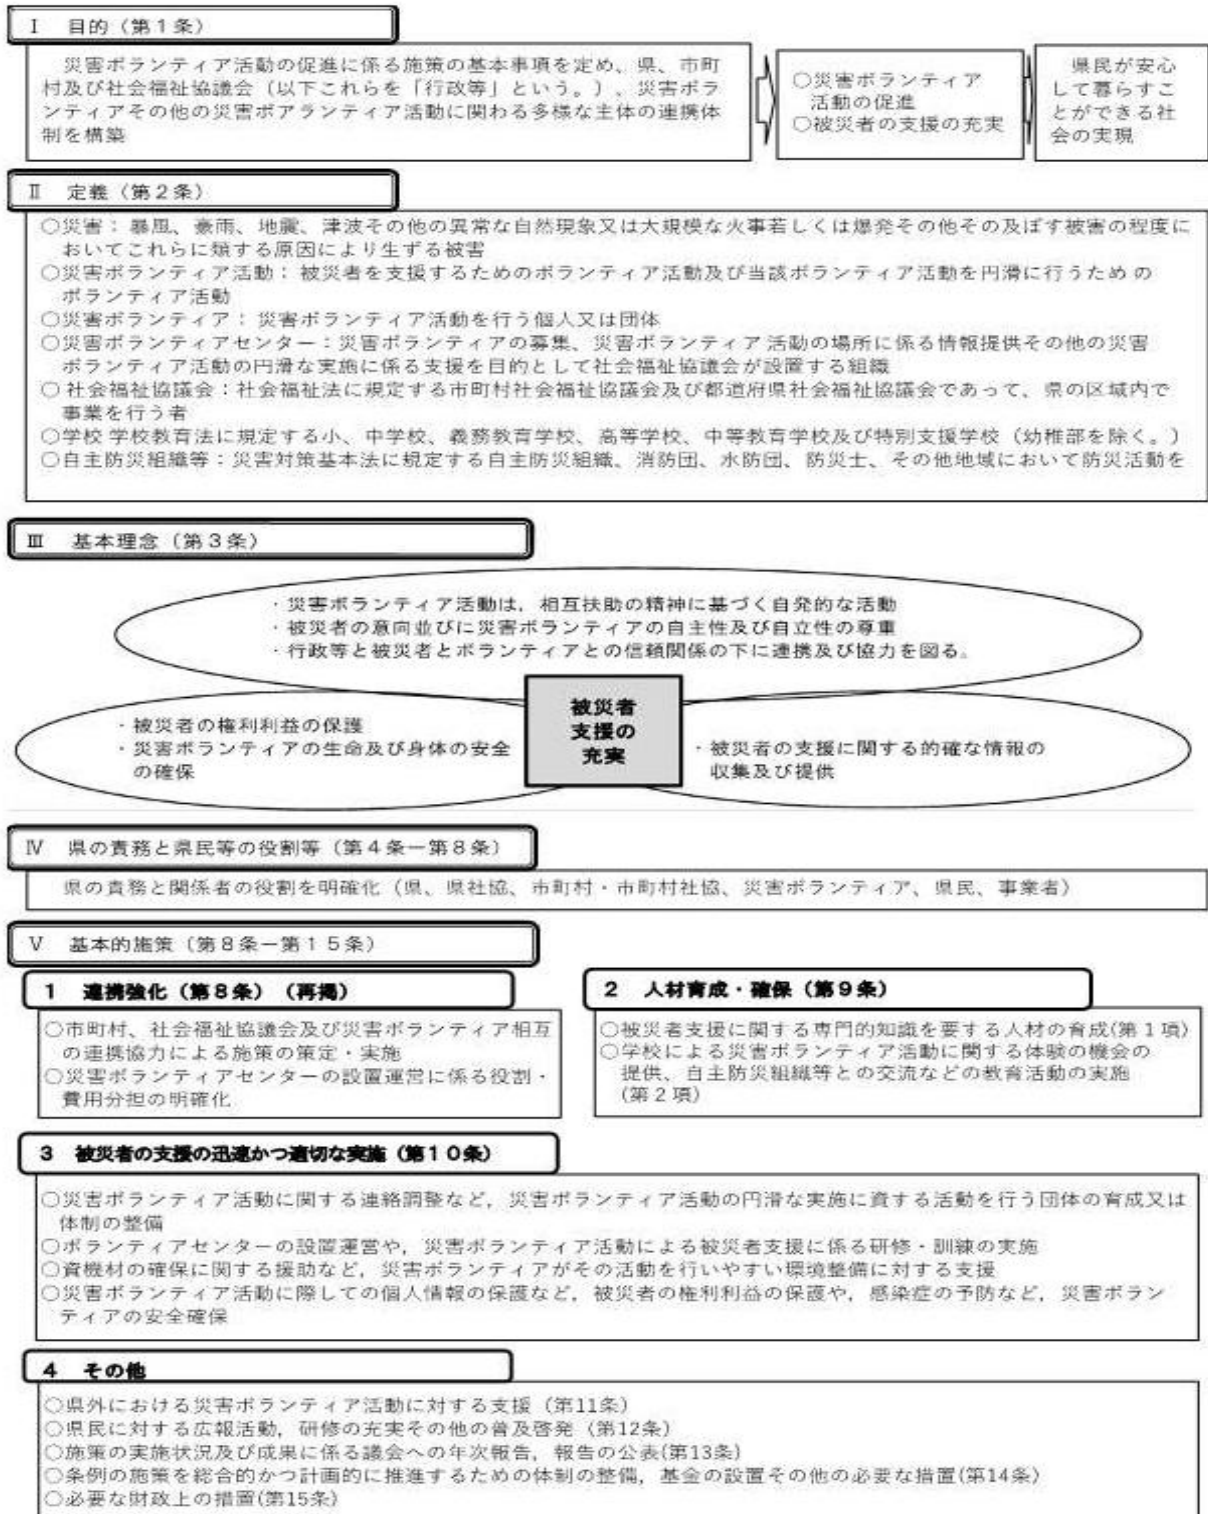 Ⅰ 目的（第１条）
災害ボランティア活動の促進に係る施策の基本事項を定め、県、市町
村及び社会福祉協議会（以下これらを「行政等」という。）、災害ボラ
ンティアその他の災害ボアランティア活動に関わる多様な主体の連携体
制を構築
○災害ボランティア
活動の促進
○被災者の支援の充実
県民が安心
して暮らすこ
とができる社
会の実現
Ⅱ 定義（第２条）
○災害： 暴風、豪雨、地震、津波その他の異常な自然現象又は大規模な火事若しくは爆発その他その及ぼす被害の程度に
おいてこれらに類する原因により生ずる被害
○災害ボランティア活動： 被災者を支援するためのボランティア活動及び当該ボランティア活動を円滑に行うため の
ボランティア活動
○災害ボランティア： 災害ボランティア活動を行う個人又は団体
○災害ボランティアセンター：災害ボランティアの募集、災害ボランティア 活動の場所に係る情報提供その他の災害
ボランティア活動の円滑な実施に係る支援を目的として社会福祉協議会が設置する組織
○ 社会福祉協議会：社会福祉法に規定する市町村社会福祉協議会及び都道府県社会福祉協議会であって、県の区域内で
事業を行う者
○学校 学校教育法に規定する小、中学校、義務教育学校、高等学校、中等教育学校及び特別支援学校（幼稚部を除く。）
○自主防災組織等：災害対策基本法に規定する自主防災組織、消防団、水防団、防災士、その他地域において防災活動を
Ⅲ 基本理念（第３条）
・災害ボランティア活動は，相互扶助の精神に基づく自発的な活動
・被災者の意向並びに災害ボランティアの自主性及び自立性の尊重
・行政等と被災者とボランティアとの信頼関係の下に連携及び協力を図る。
・被災者の権利利益の保護
・災害ボランティアの生命及び身体の安全
の確保
被災者
支援の
充実
・被災者の支援に関する的確な情報の
収集及び提供
Ⅳ 県の責務と県民等の役割等（第４条ー第８条）
県の責務と関係者の役割を明確化（県、県社協、市町村・市町村社協、災害ボランティア、県民、事業者）
Ⅴ 基本的施策（第８条ー第１５条）
１ 連携強化（第８条）（再掲）
○市町村、社会福祉協議会及び災害ボランティア相互
の連携協力による施策の策定・実施
○災害ボランティアセンターの設置運営に係る役割・
費用分担の明確化
２ 人材育成・確保（第９条）
○被災者支援に関する専門的知識を要する人材の育成(第１項)
○学校による災害ボランティア活動に関する体験の機会の
提供、自主防災組織等との交流などの教育活動の実施
(第２項)
３ 被災者の支援の迅速かつ適切な実施（第１０条）
○災害ボランティア活動に関する連絡調整など，災害ボランティア活動の円滑な実施に資する活動を行う団体の育成又は
体制の整備
○ボランティアセンターの設置運営や，災害ボランティア活動による被災者支援に係る研修・訓練の実施
○資機材の確保に関する援助など，災害ボランティアがその活動を行いやすい環境整備に対する支援
○災害ボランティア活動に際しての個人情報の保護など，被災者の権利利益の保護や，感染症の予防など，災害ボラン
ティアの安全確保
４ その他
○県外における災害ボランティア活動に対する支援（第11条）
○県民に対する広報活動，研修の充実その他の普及啓発（第12条）
○施策の実施状況及び成果に係る議会への年次報告，報告の公表(第13条)
○条例の施策を総合的かつ計画的に推進するための体制の整備，基金の設置その他の必要な措置(第14条)
○必要な財政上の措置(第15条)